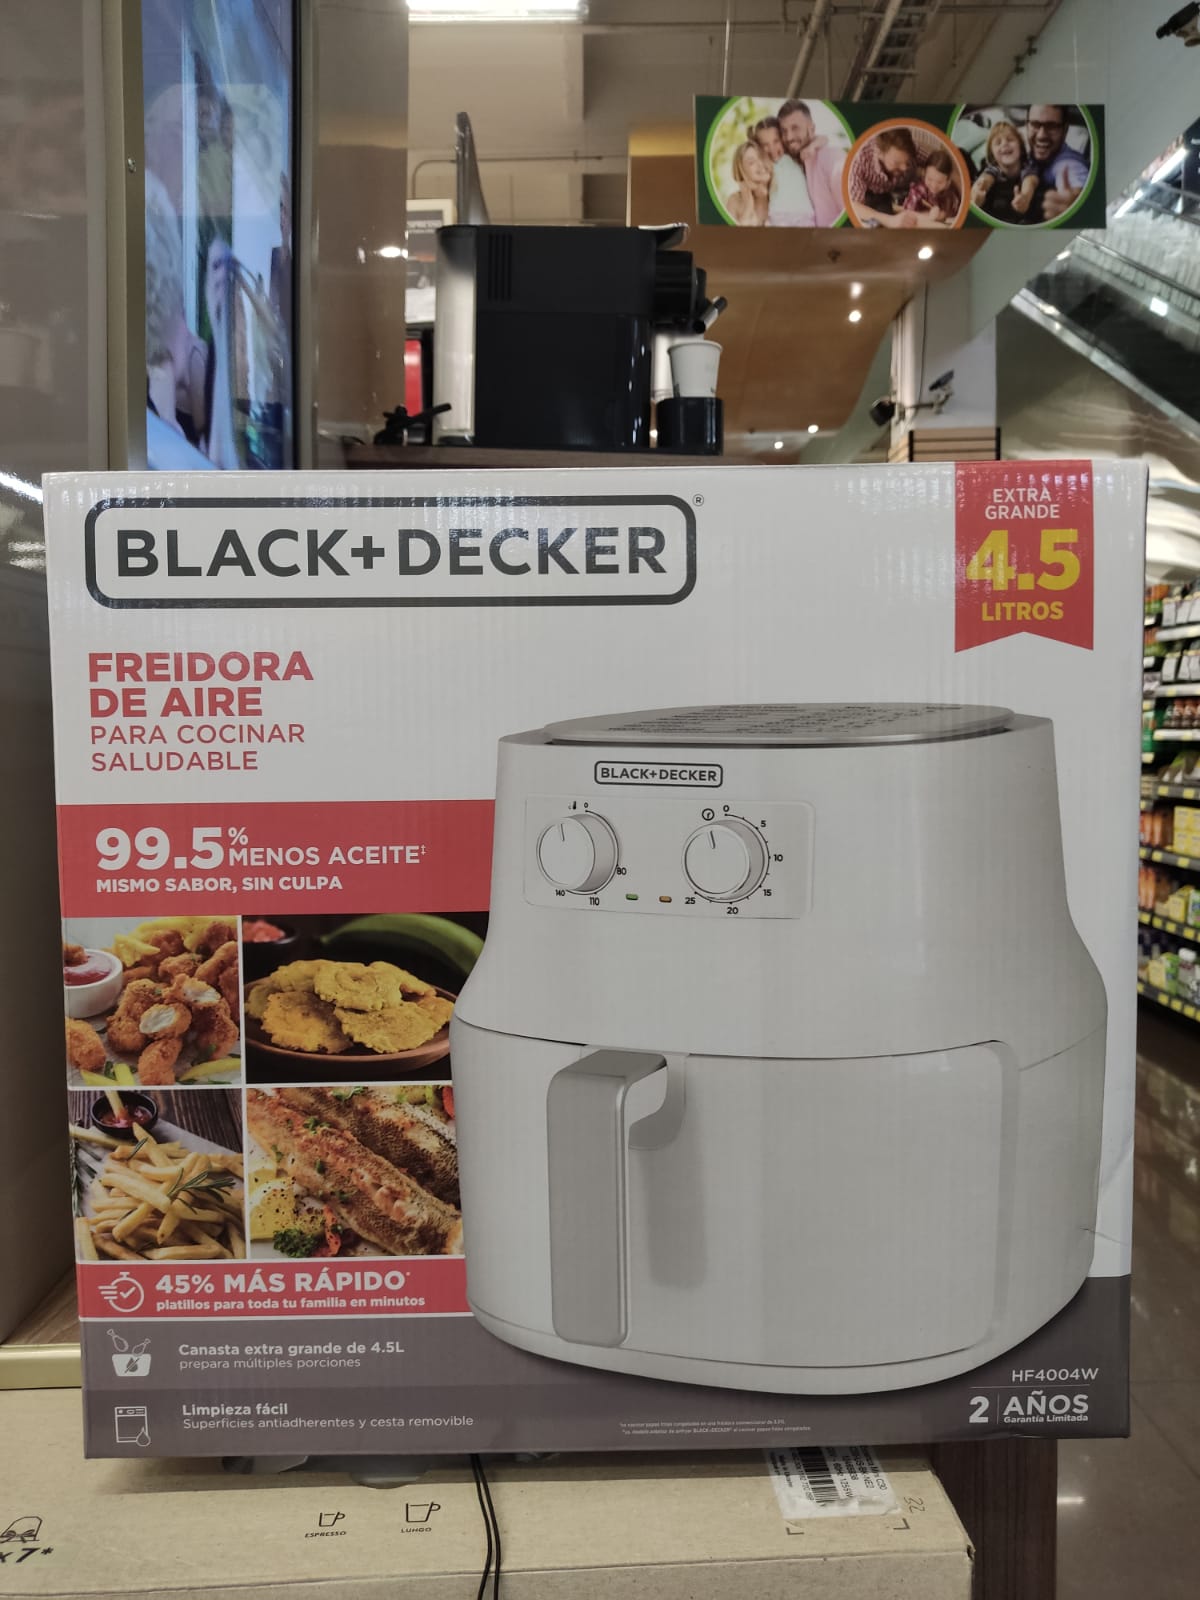 BLACK+DECKER®
EXTRA
GRANDE
4.5
LITROS
FREIDORA
DE AIRE
PARA COCINAR
SALUDABLE
99.5% MENOS ACEITE‡
MISMO SABOR, SIN CULPA
BLACK+DECKER
0
80
110
140
0
5
10
15
20
25
45% MÁS RÁPIDO*
platillos para toda tu familia en minutos
Canasta extra grande de 4.5L
prepara múltiples porciones
Limpieza fácil
Superficies antiadherentes y cesta removible
HF4004W
2 AÑOS
Garantía Limitada
ESPRESSO
LUNGO
x7*
32